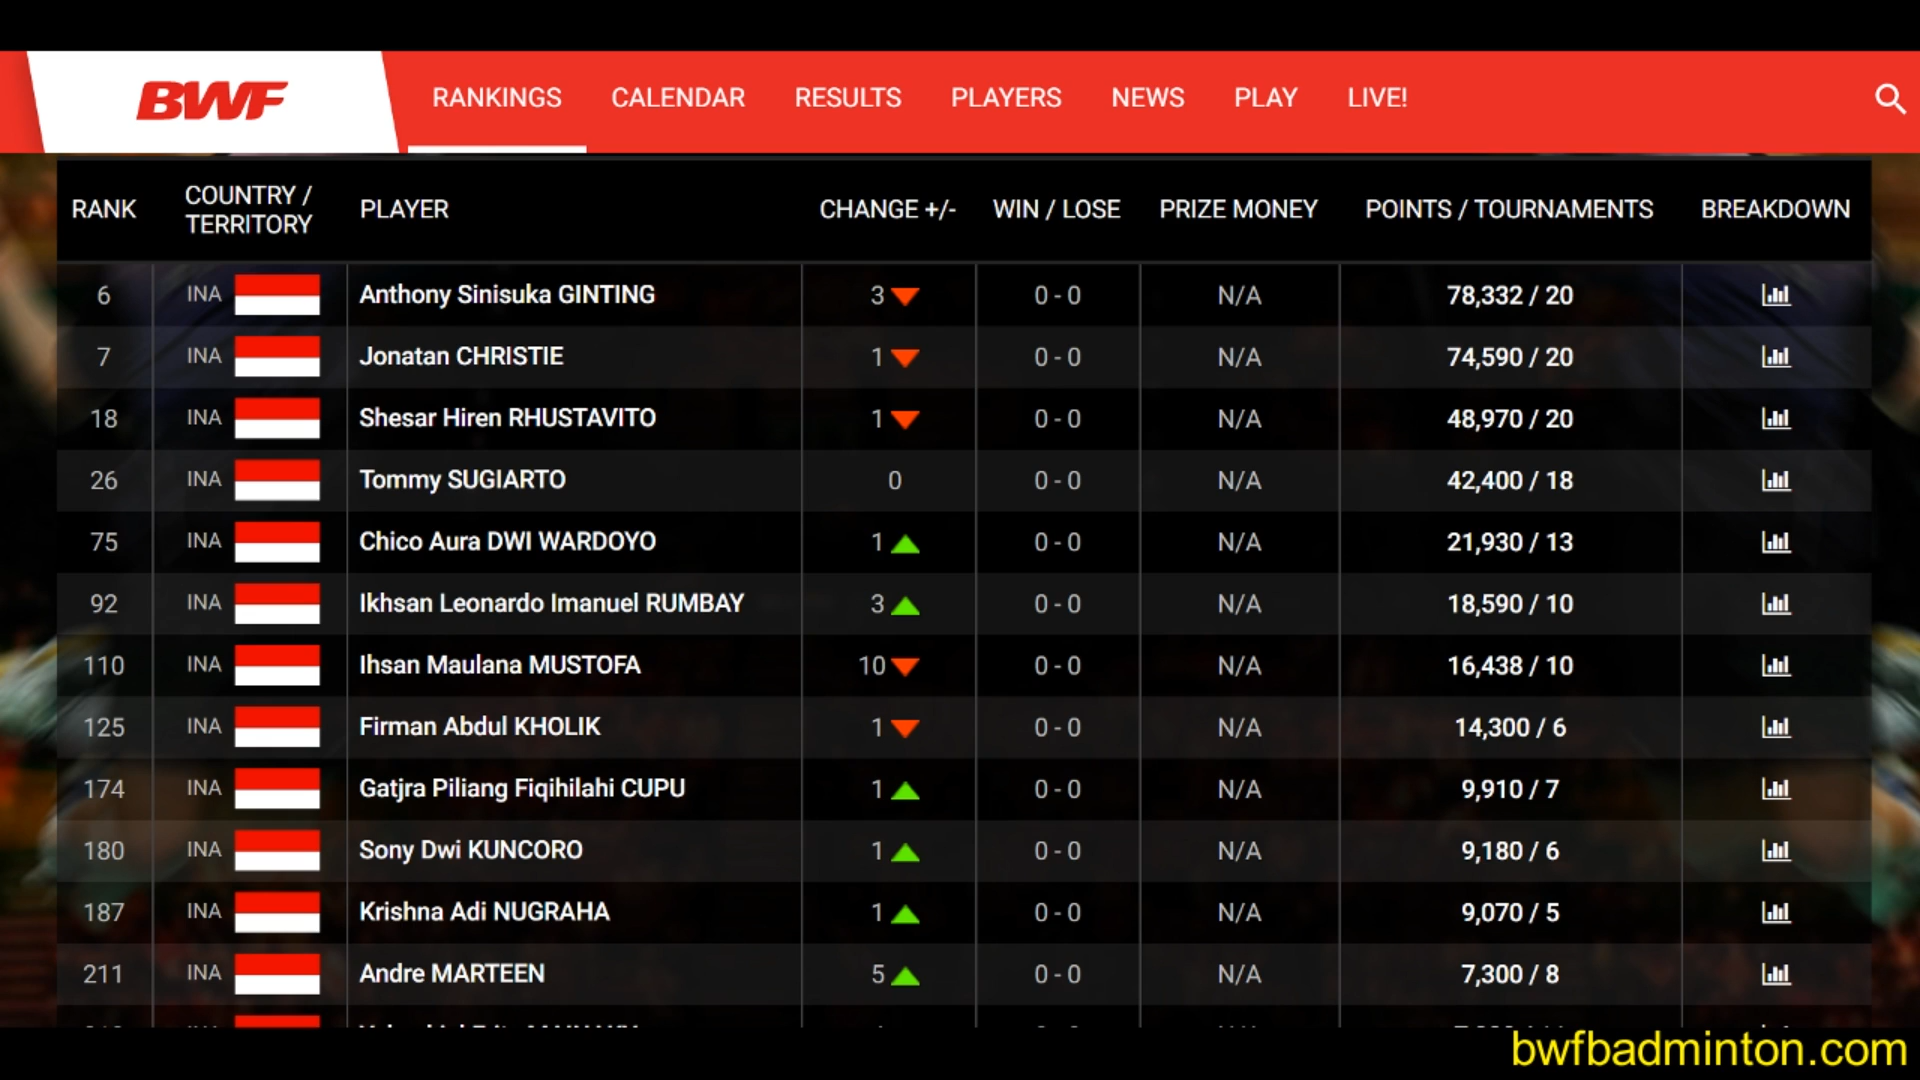 BWF RANKINGS CALENDAR RESULTS PLAYERS NEWS PLAY LIVE!
RANK COUNTRY / TERRITORY PLAYER CHANGE +/- WIN / LOSE PRIZE MONEY POINTS / TOURNAMENTS BREAKDOWN
6 INA Anthony Sinisuka GINTING 3 0 - 0 N/A 78,332 / 20
7 INA Jonatan CHRISTIE 1 0 - 0 N/A 74,590 / 20
18 INA Shesar Hiren RHUSTAVITO 1 0 - 0 N/A 48,970 / 20
26 INA Tommy SUGIARTO 0 0 - 0 N/A 42,400 / 18
75 INA Chico Aura DWI WARDOYO 1 0 - 0 N/A 21,930 / 13
92 INA Ikhsan Leonardo Imanuel RUMBAY 3 0 - 0 N/A 18,590 / 10
110 INA Ihsan Maulana MUSTOFA 10 0 - 0 N/A 16,438 / 10
125 INA Firman Abdul KHOLIK 1 0 - 0 N/A 14,300 / 6
174 INA Gatjra Piliang Fiqihilahi CUPU 1 0 - 0 N/A 9,910 / 7
180 INA Sony Dwi KUNCORO 1 0 - 0 N/A 9,180 / 6
187 INA Krishna Adi NUGRAHA 1 0 - 0 N/A 9,070 / 5
211 INA Andre MARTEEN 5 0 - 0 N/A 7,300 / 8
bwfbadminton.com